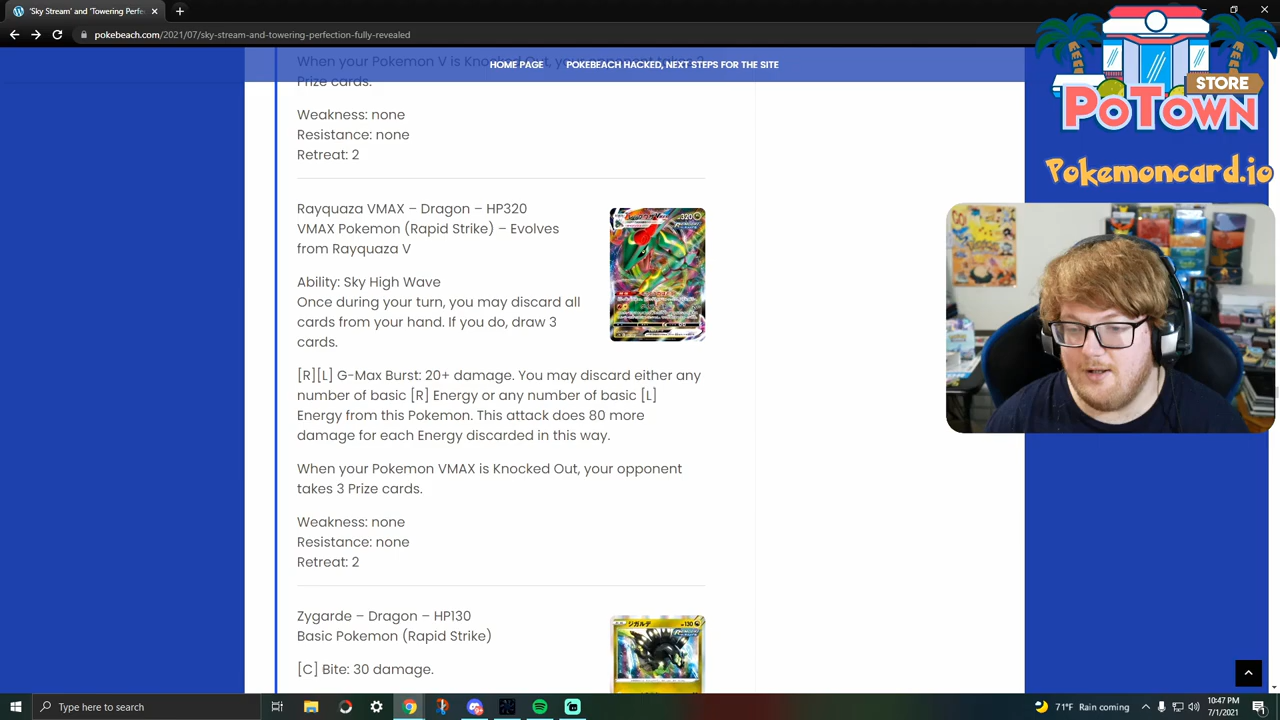 'Sky Stream' and 'Towering Perfe
pokebeach.com/2021/07/sky-stream-and-towering-perfection-fully-revealed
HOME PAGE
POKEBEACH HACKED, NEXT STEPS FOR THE SITE
When your Pokemon V is Kno
Prize cards.
Weakness: none
Resistance: none
Retreat: 2
Rayquaza VMAX – Dragon – HP320
VMAX Pokemon (Rapid Strike) – Evolves
from Rayquaza V
Ability: Sky High Wave
Once during your turn, you may discard all
cards from your hand. If you do, draw 3
cards.
[R][L] G-Max Burst: 20+ damage. You may discard either any
number of basic [R] Energy or any number of basic [L]
Energy from this Pokemon. This attack does 80 more
damage for each Energy discarded in this way.
When your Pokemon VMAX is Knocked Out, your opponent
takes 3 Prize cards.
Weakness: none
Resistance: none
Retreat: 2
Zygarde – Dragon – HP130
Basic Pokemon (Rapid Strike)
[C] Bite: 30 damage.
320
ジガルデ
130
STORE
POTOWN
Pokemoncard.io
Type here to search
71°F Rain coming
10:47 PM
7/1/2021